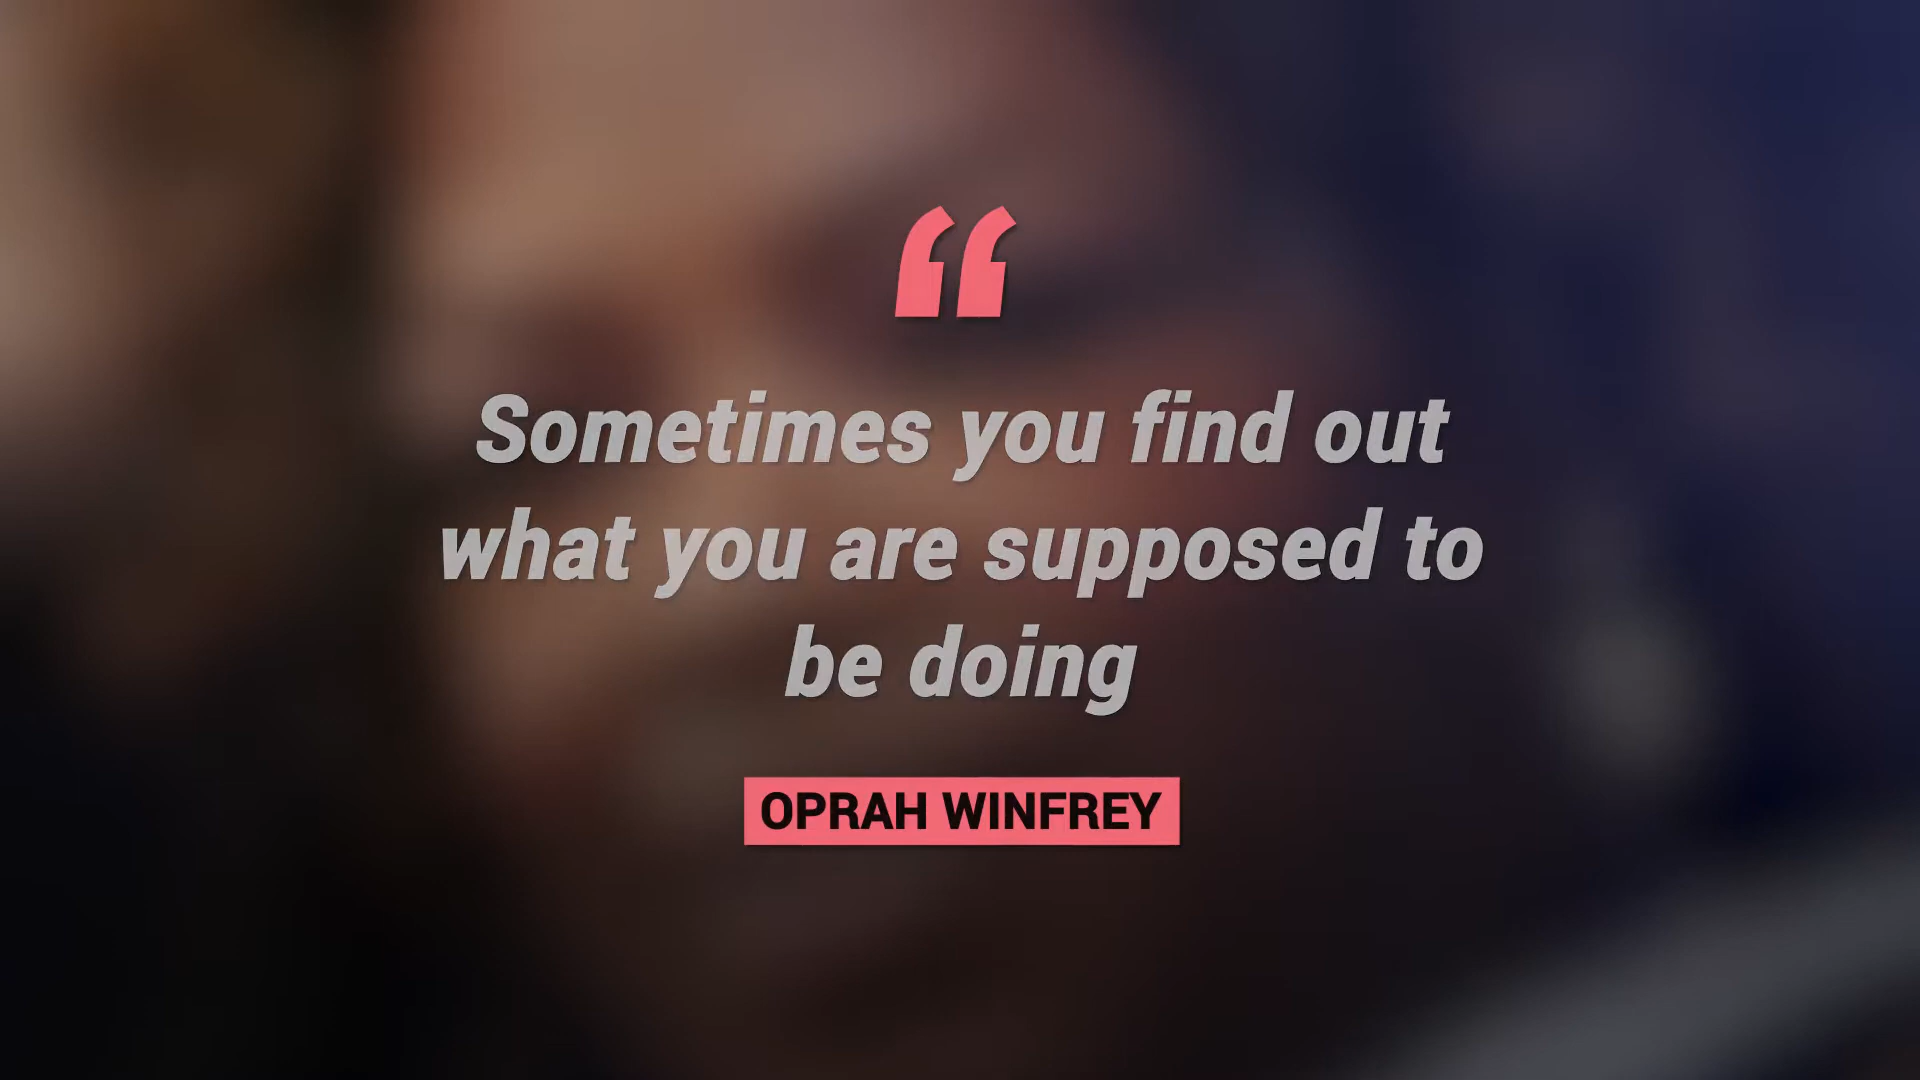 “
Sometimes you find out
what you are supposed to
be doing
OPRAH WINFREY